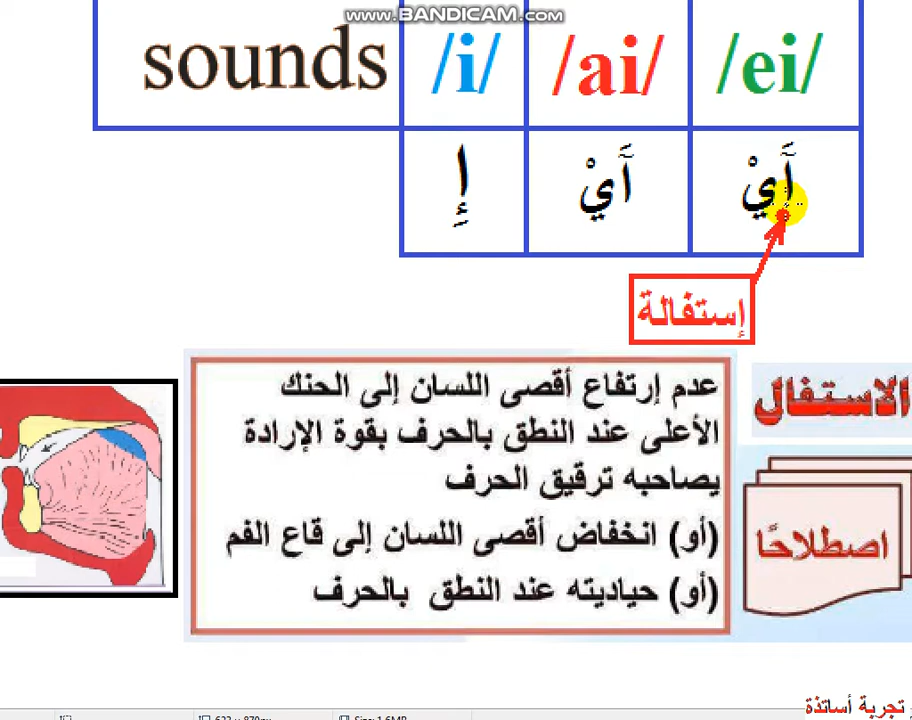 www.BANDICAM.com
sounds /i/ /ai/ /ei/
إِ أَيْ أَيْ
إستفالة
الاستفال
اصطلاحًا
عدم إرتفاع أقصى اللسان إلى الحنك
الأعلى عند النطق بالحرف بقوة الإرادة
يصاحبه ترقيق الحرف
(أو) انخفاض أقصى اللسان إلى قاع الفم
(أو) حياديته عند النطق بالحرف
تجربة أساتذة